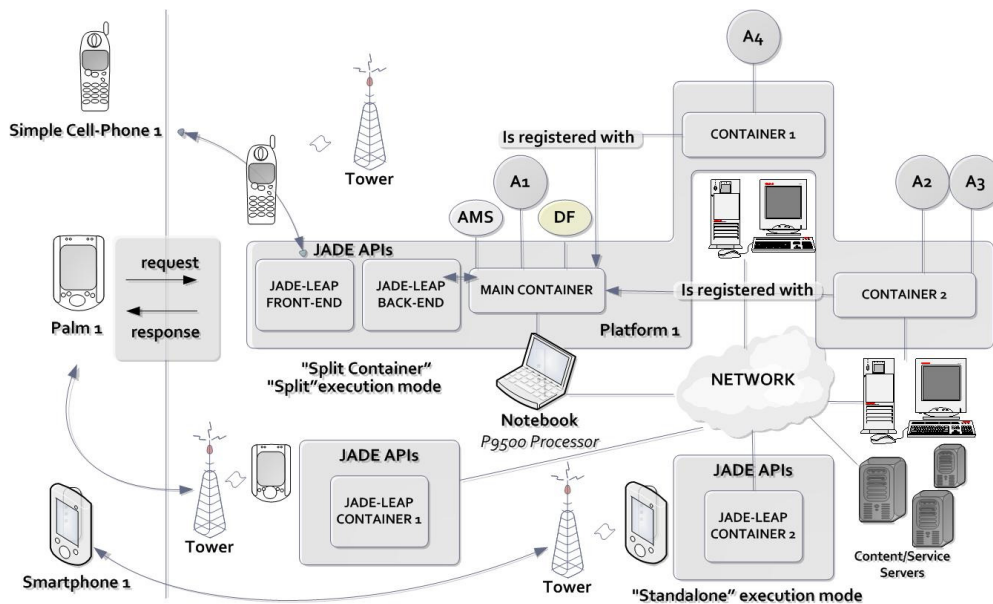 A4
Simple Cell-Phone 1
Is registered with
CONTAINER 1
Tower
A1
A2
A3
AMS
DF
JADE APIs
request
JADE-LEAP
FRONT-END
JADE-LEAP
BACK-END
MAIN CONTAINER
Is registered with
CONTAINER 2
Palm 1
response
Platform 1
"Split Container"
"Split"execution mode
NETWORK
Notebook
P9500 Processor
JADE APIs
JADE APIs
JADE-LEAP
CONTAINER 1
JADE-LEAP
CONTAINER 2
Tower
Content/Service
Servers
Smartphone 1
Tower
"Standalone" execution mode